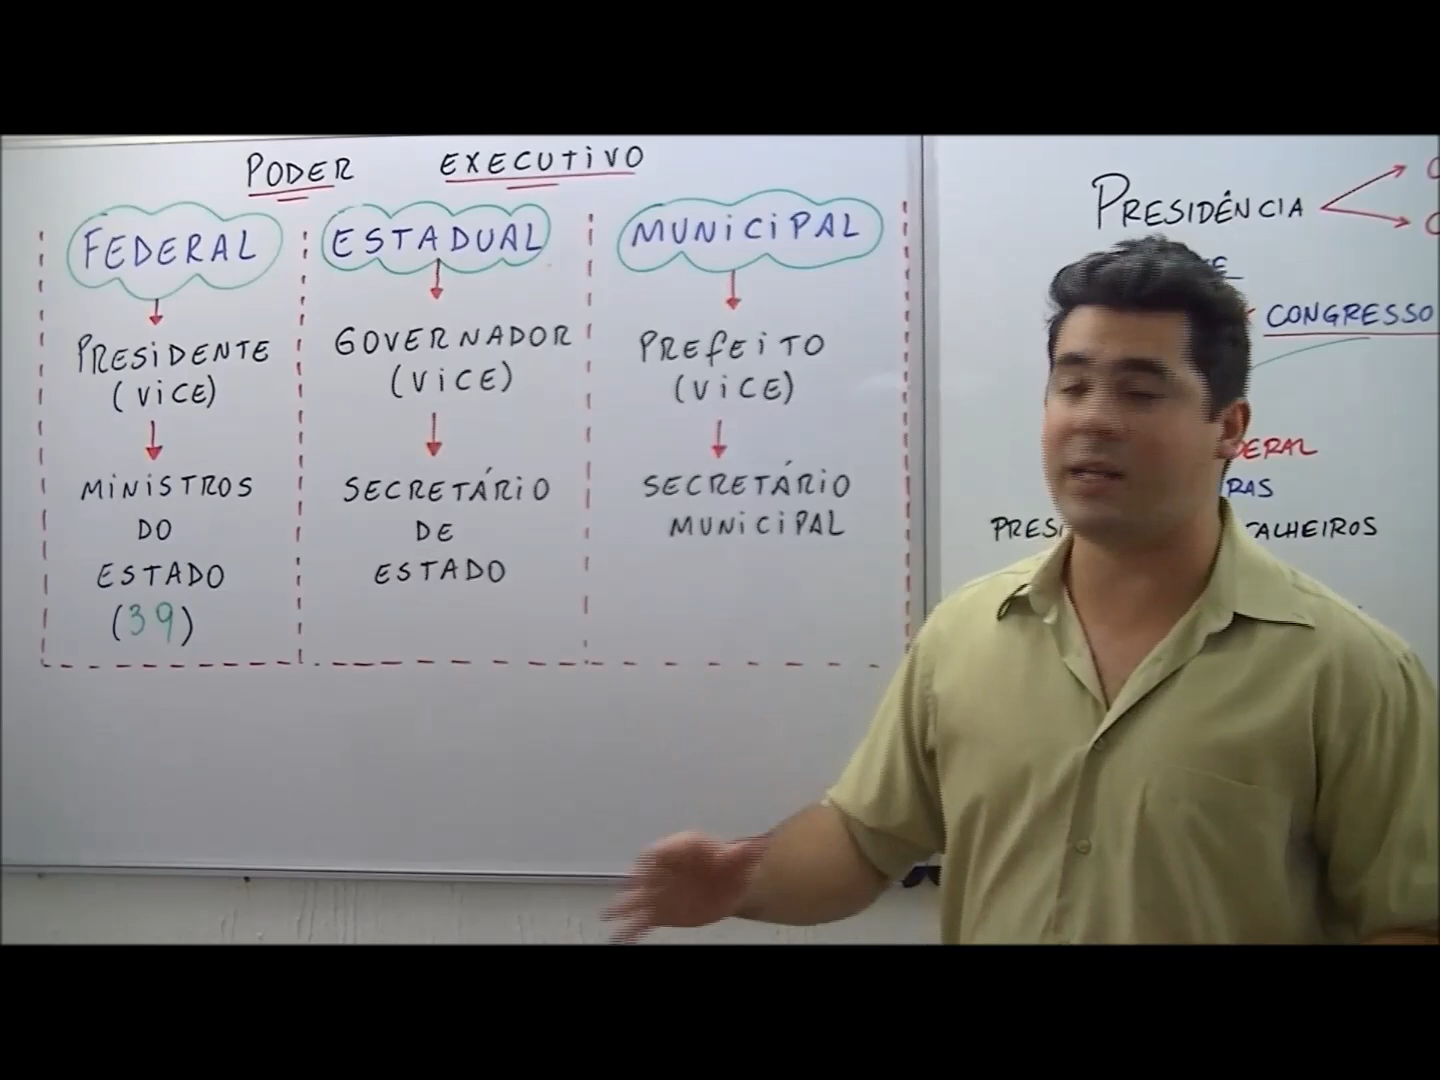 PODER EXECUTIVO
FEDERAL
PRESIDENTE
(VICE)
MINISTROS
DO
ESTADO
(39)
ESTADUAL
GOVERNADOR
(VICE)
SECRETÁRIO
DE
ESTADO
MUNICIPAL
PREFEITO
(VICE)
SECRETÁRIO
MUNICIPAL
PRESIDÊNCIA
CONGRESSO